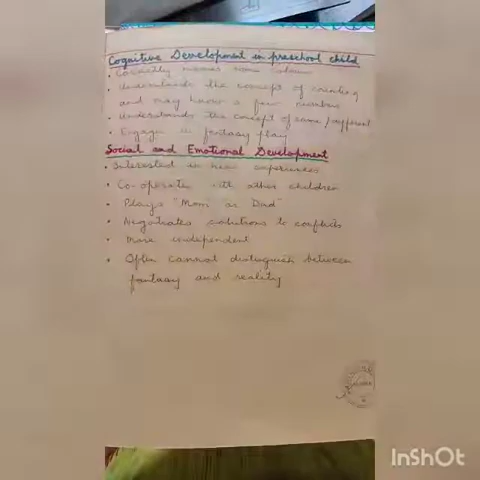 Cognitive Development in preschool child
• Correctly names some colours
• Understands the concept of counting
and may know a few numbers
• Understands the concept of same/different
• Engage in fantasy play
Social and Emotional Development
• Interested in new experiences
• Co-operate with other children
• Plays "Mom" or "Dad"
• Negotiates solutions to conflicts
• More independent
• Often cannot distinguish between
fantasy and reality
InShOt